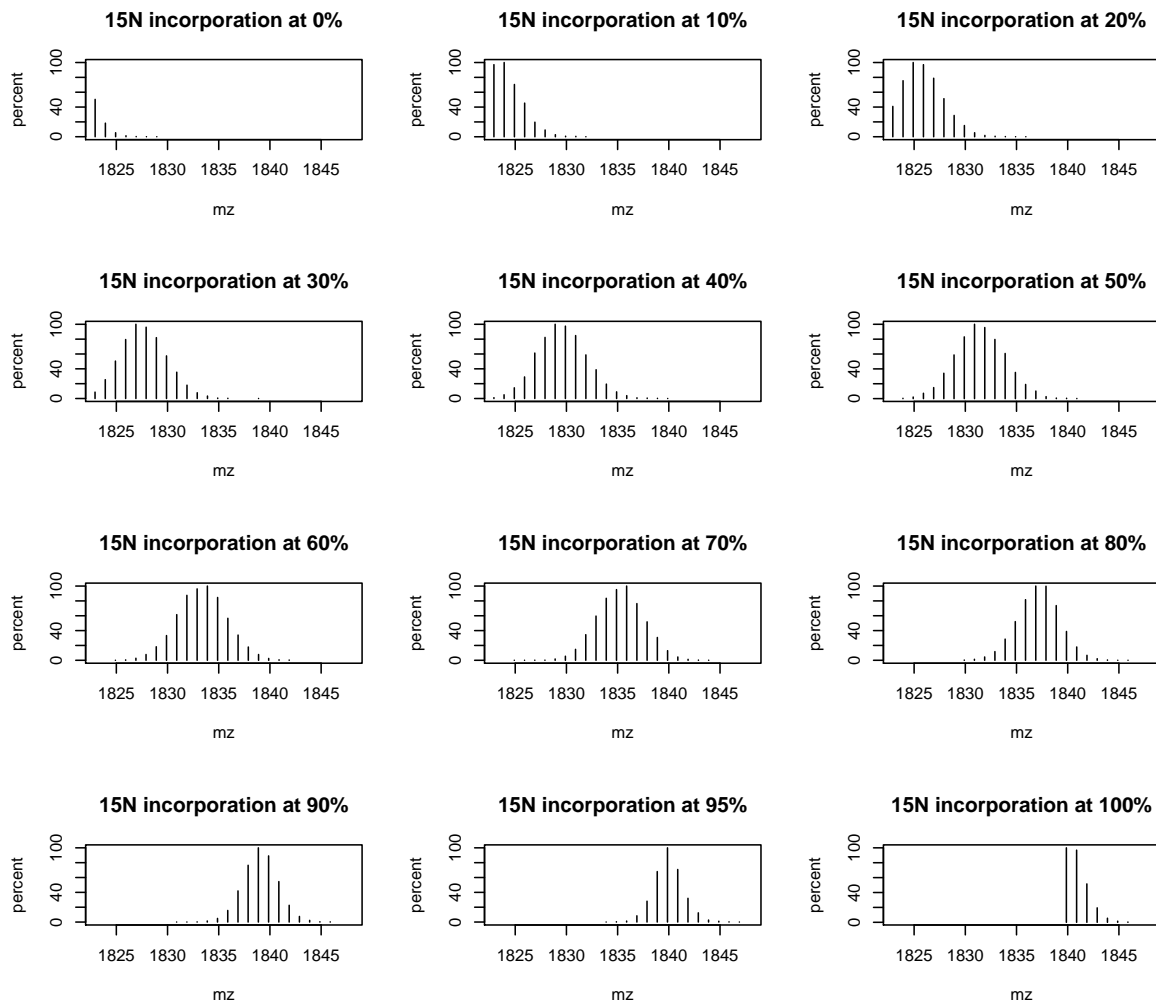 15N incorporation at 0%
percent
0 40 100
1825 1830 1835 1840 1845
mz
15N incorporation at 10%
percent
0 40 100
1825 1830 1835 1840 1845
mz
15N incorporation at 20%
percent
0 40 100
1825 1830 1835 1840 1845
mz
15N incorporation at 30%
percent
0 40 100
1825 1830 1835 1840 1845
mz
15N incorporation at 40%
percent
0 40 100
1825 1830 1835 1840 1845
mz
15N incorporation at 50%
percent
0 40 100
1825 1830 1835 1840 1845
mz
15N incorporation at 60%
percent
0 40 100
1825 1830 1835 1840 1845
mz
15N incorporation at 70%
percent
0 40 100
1825 1830 1835 1840 1845
mz
15N incorporation at 80%
percent
0 40 100
1825 1830 1835 1840 1845
mz
15N incorporation at 90%
percent
0 40 100
1825 1830 1835 1840 1845
mz
15N incorporation at 95%
percent
0 40 100
1825 1830 1835 1840 1845
mz
15N incorporation at 100%
percent
0 40 100
1825 1830 1835 1840 1845
mz